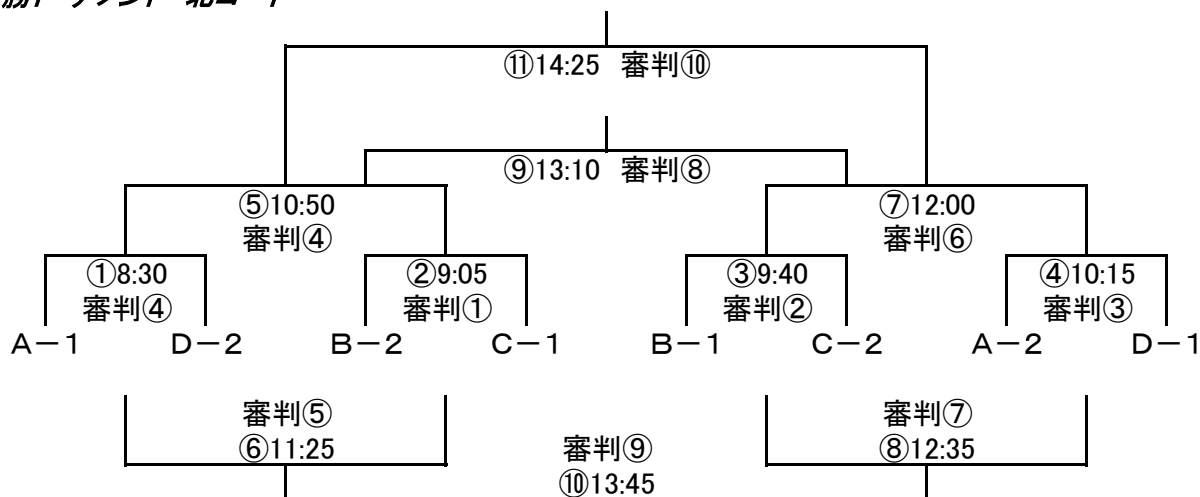 ⑪14:25 審判⑩
⑨13:10 審判⑧
⑤10:50
審判④
⑦12:00
審判⑥
①8:30
審判④
②9:05
審判①
③9:40
審判②
④10:15
審判③
A-1 D-2 B-2 C-1 B-1 C-2 A-2 D-1
審判⑤
⑥11:25
審判⑨
⑩13:45
審判⑦
⑧12:35